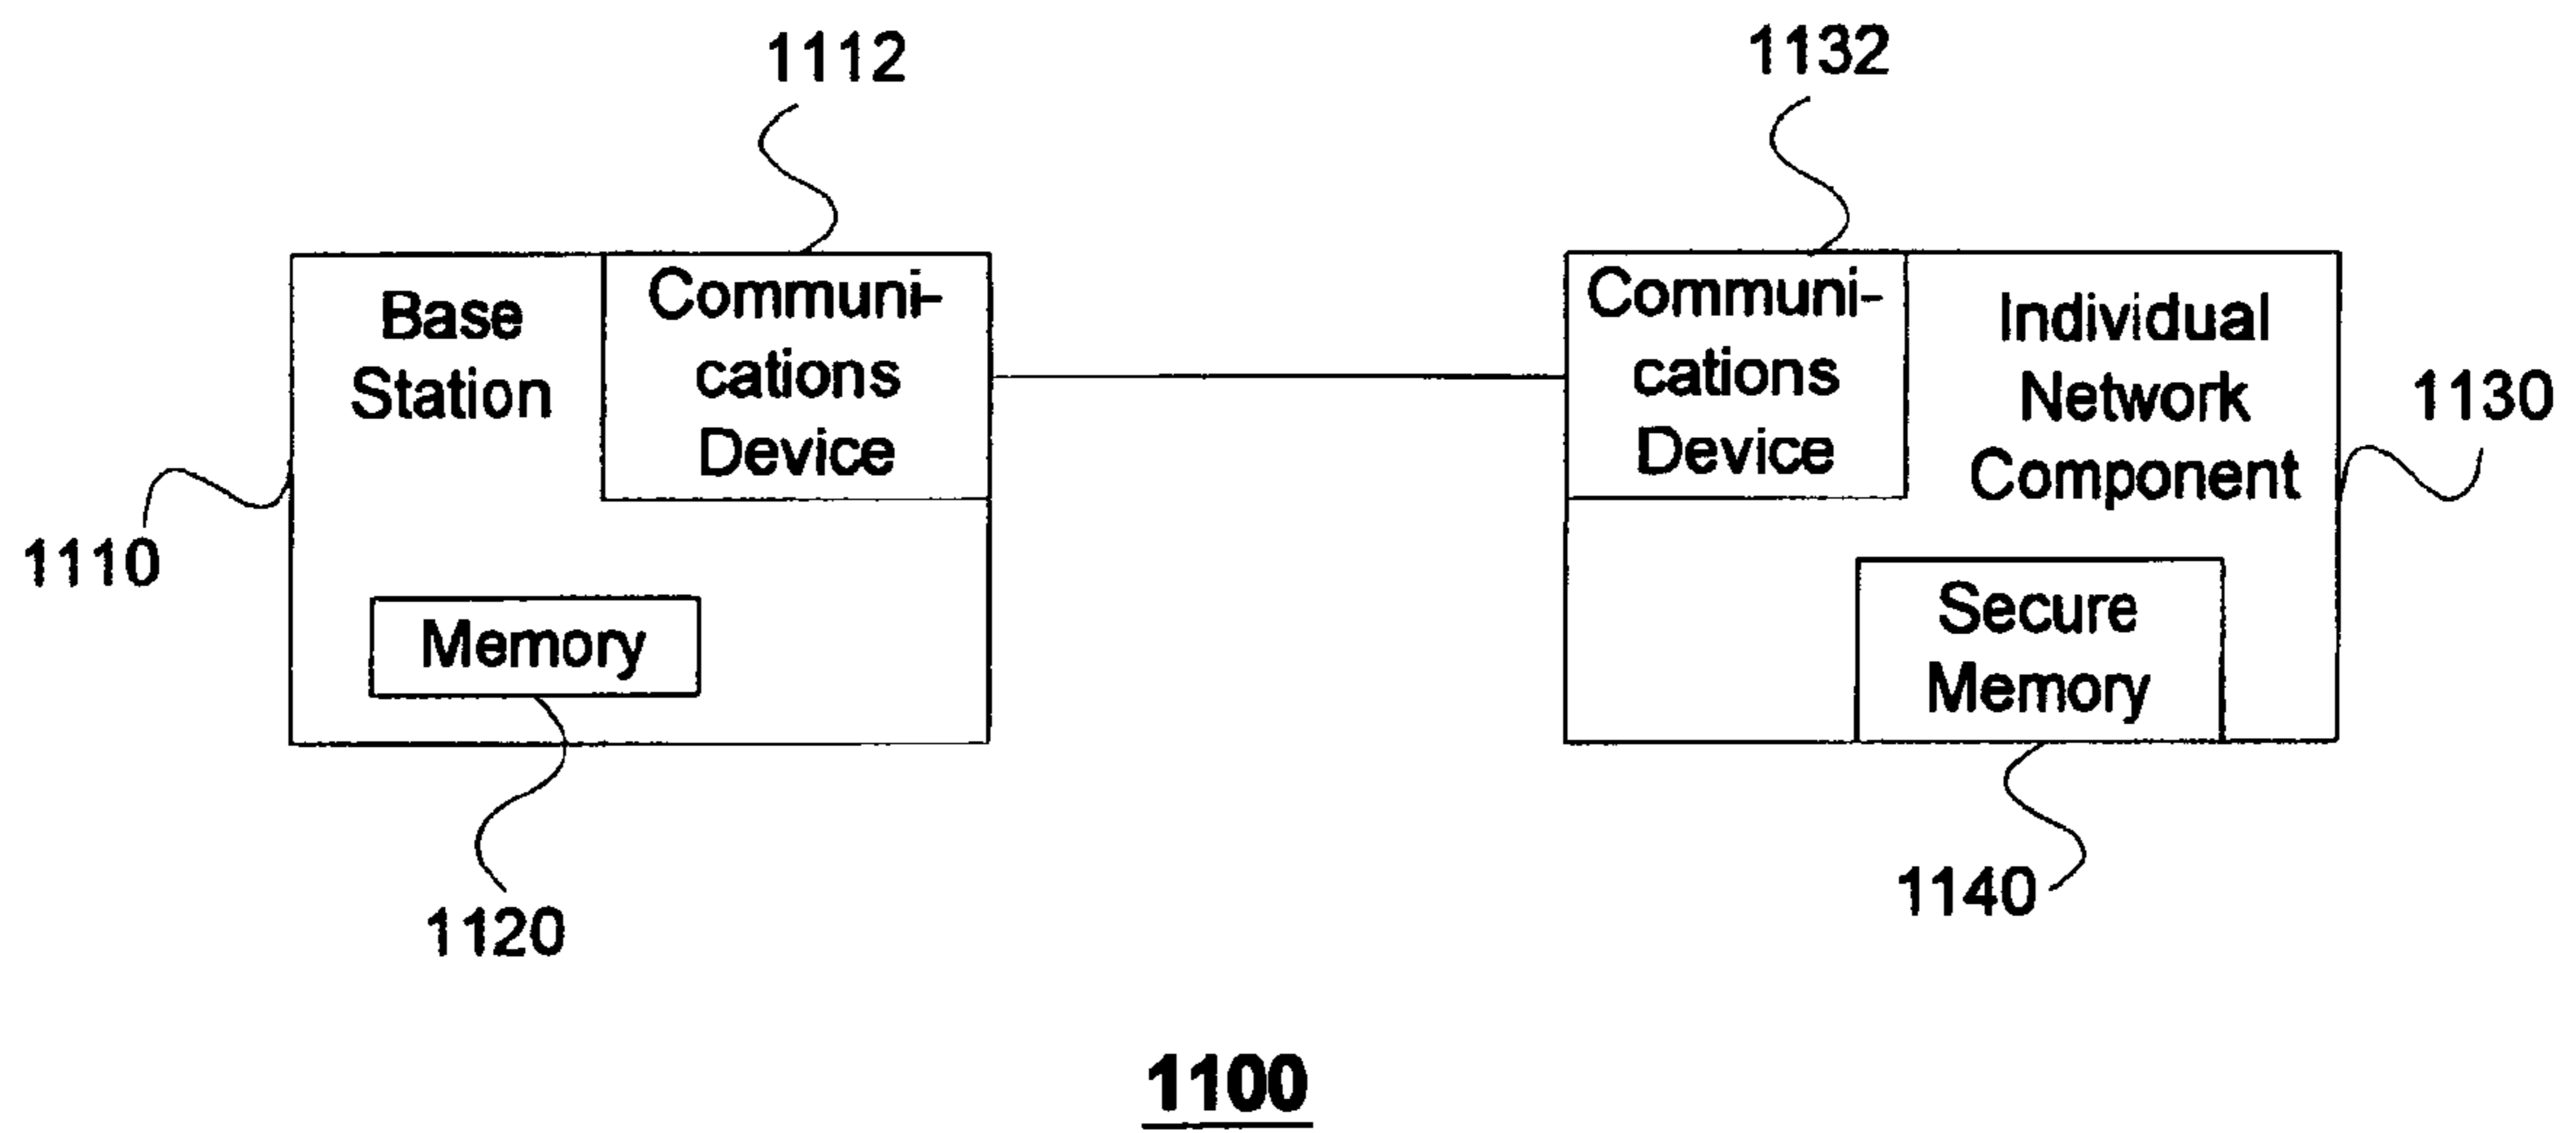 1112
1132
Base
Station
Communi-
cations
Device
Communi-
cations
Device
Individual
Network
Component
1130
1110
Memory
Secure
Memory
1120
1140
1100